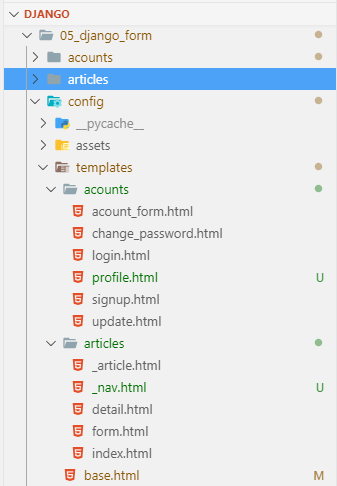 DJANGO
05_django_form
acounts
articles
config
__pycache__
assets
templates
acounts
acount_form.html
change_password.html
login.html
profile.html U
signup.html
update.html
articles
_article.html
_nav.html U
detail.html
form.html
index.html
base.html M